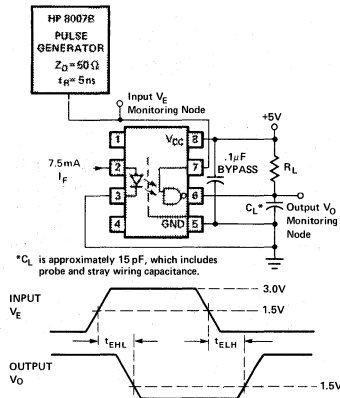 HP 8007B
PULSE
GENERATOR
Z₀ = 50 Ω
t_R = 5ns
Input V_E
Monitoring Node
+5V
1
V_CC
8
7.5mA
I_F
2
7
.1μF
BYPASS
R_L
3
6
C_L*
Output V_O
Monitoring
Node
4
GND
5
*C_L is approximately 15 pF, which includes
probe and stray wiring capacitance.
INPUT
V_E
3.0V
1.5V
t_EHL
t_ELH
OUTPUT
V_O
1.5V